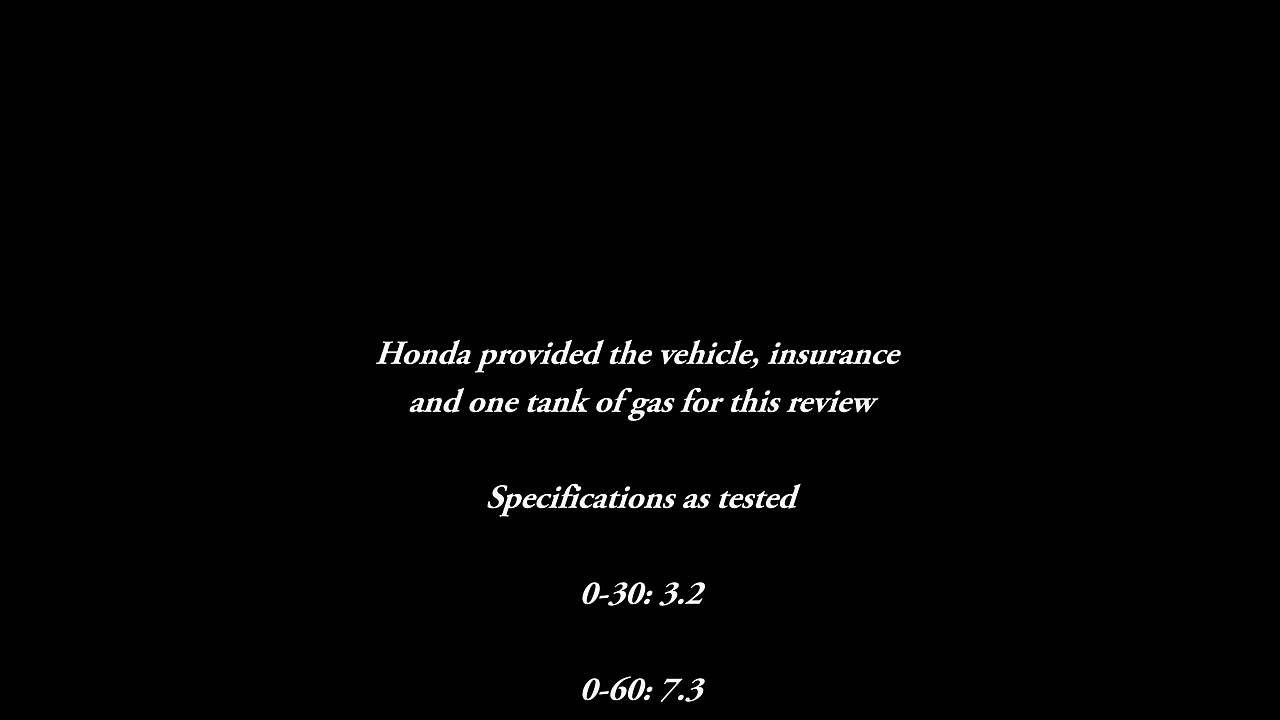 Honda provided the vehicle, insurance
and one tank of gas for this review
Specifications as tested
0-30: 3.2
0-60: 7.3